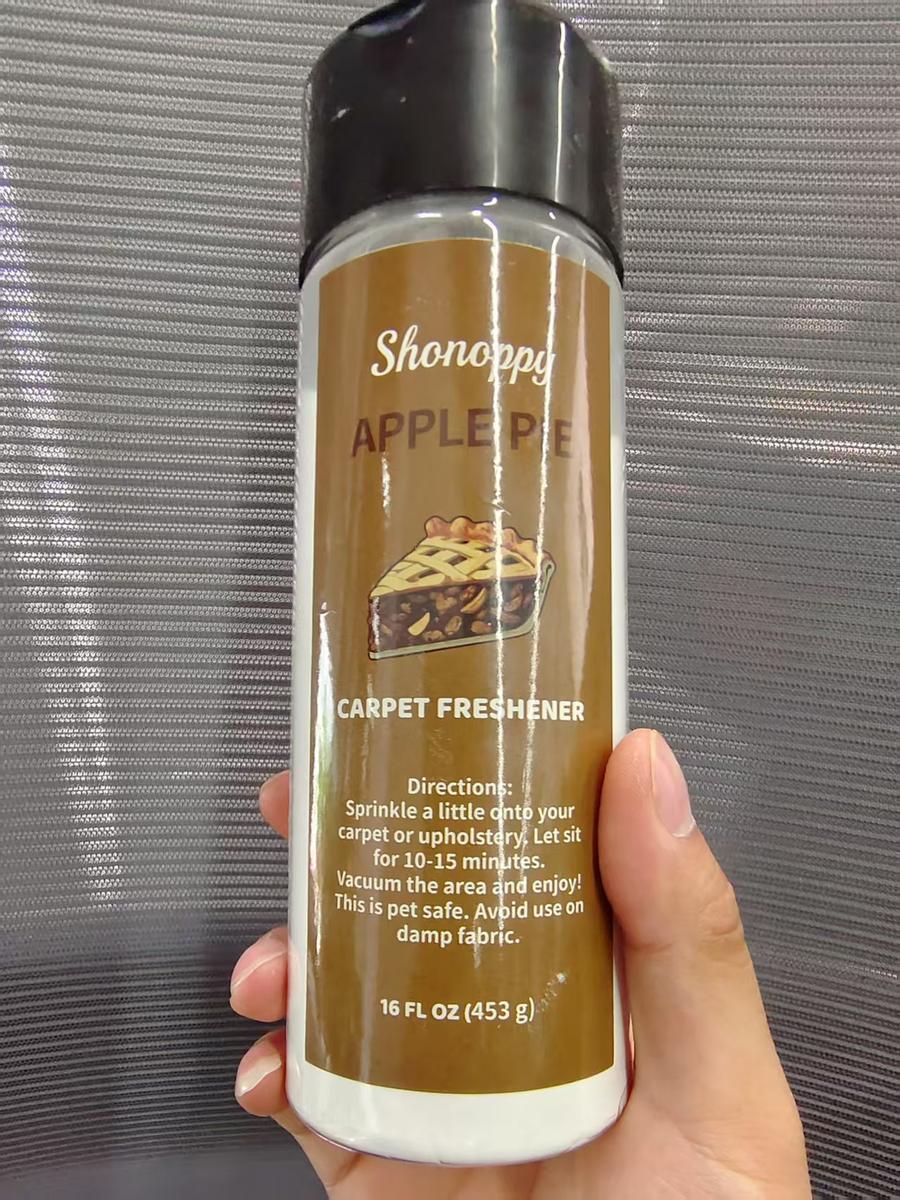 Shonoppy
APPLE PIE
CARPET FRESHENER
Directions:
Sprinkle a little onto your
carpet or upholstery. Let sit
for 10-15 minutes.
Vacuum the area and enjoy!
This is pet safe. Avoid use on
damp fabric.
16 FL OZ (453 g)